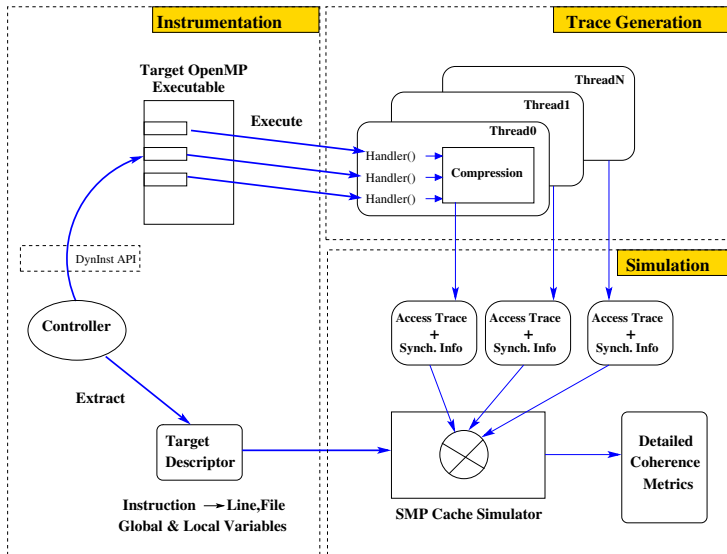 Instrumentation
Trace Generation
Target OpenMP
Executable
Execute
ThreadN
Thread1
Thread0
Handler()
Handler()
Handler()
Compression
DynInst API
Simulation
Controller
Access Trace
+
Synch. Info
Access Trace
+
Synch. Info
Access Trace
+
Synch. Info
Extract
Target
Descriptor
Detailed
Coherence
Metrics
Instruction → Line,File
Global & Local Variables
SMP Cache Simulator